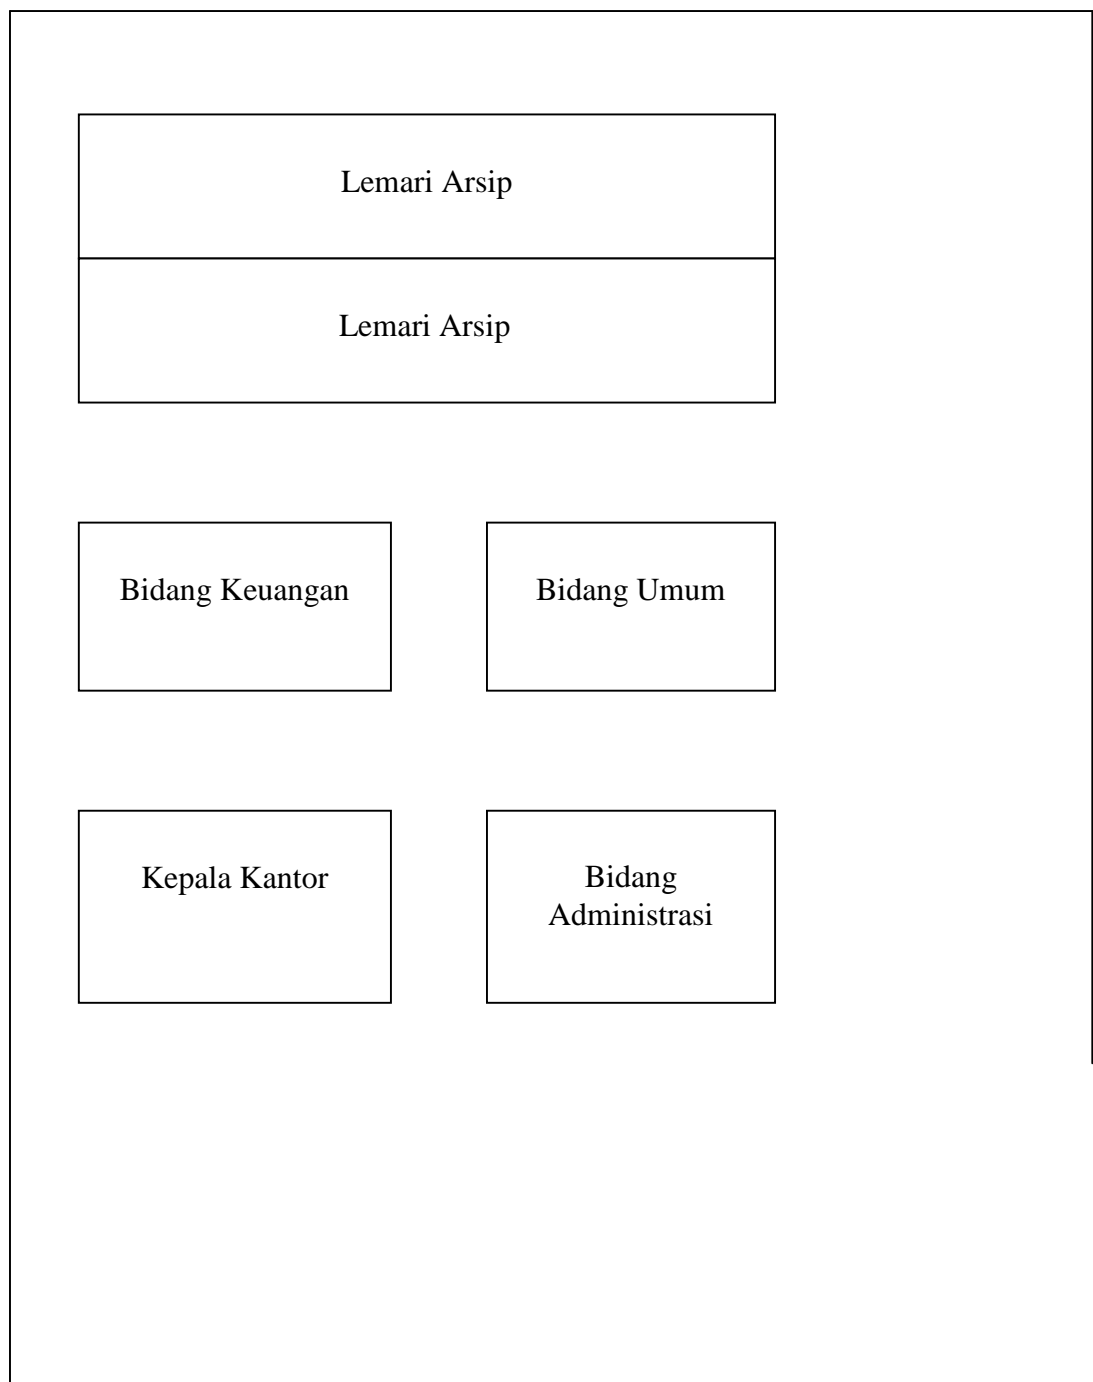 Lemari Arsip
Lemari Arsip
Bidang Keuangan
Bidang Umum
Kepala Kantor
Bidang
Administrasi